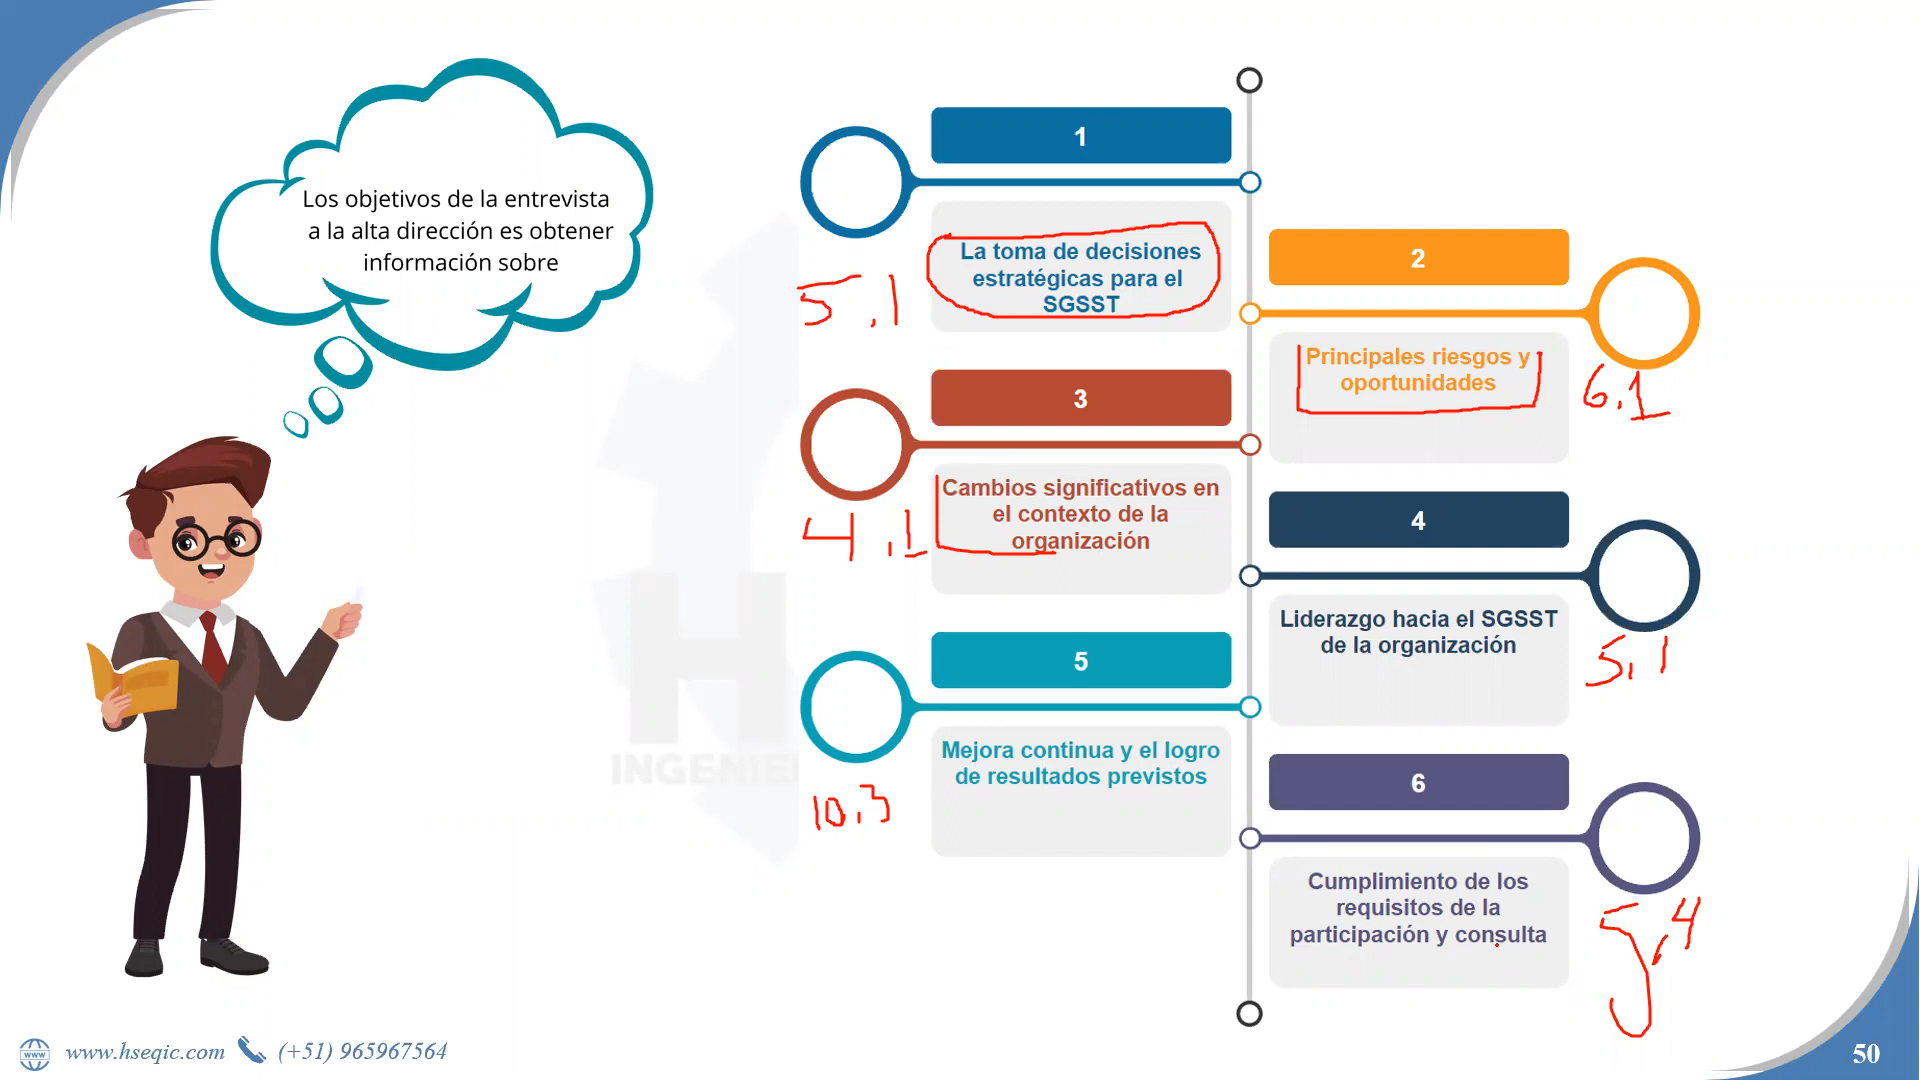 Los objetivos de la entrevista
a la alta dirección es obtener
información sobre
1
La toma de decisiones
estratégicas para el
SGSST
5.1
2
Principales riesgos y
oportunidades
6.1
3
Cambios significativos en
el contexto de la
organización
4.1
4
Liderazgo hacia el SGSST
de la organización
5.1
5
Mejora continua y el logro
de resultados previstos
10.3
6
Cumplimiento de los
requisitos de la
participación y consulta
5.4
H
INGENIE
www
www.hseqic.com
(+51) 965967564
50